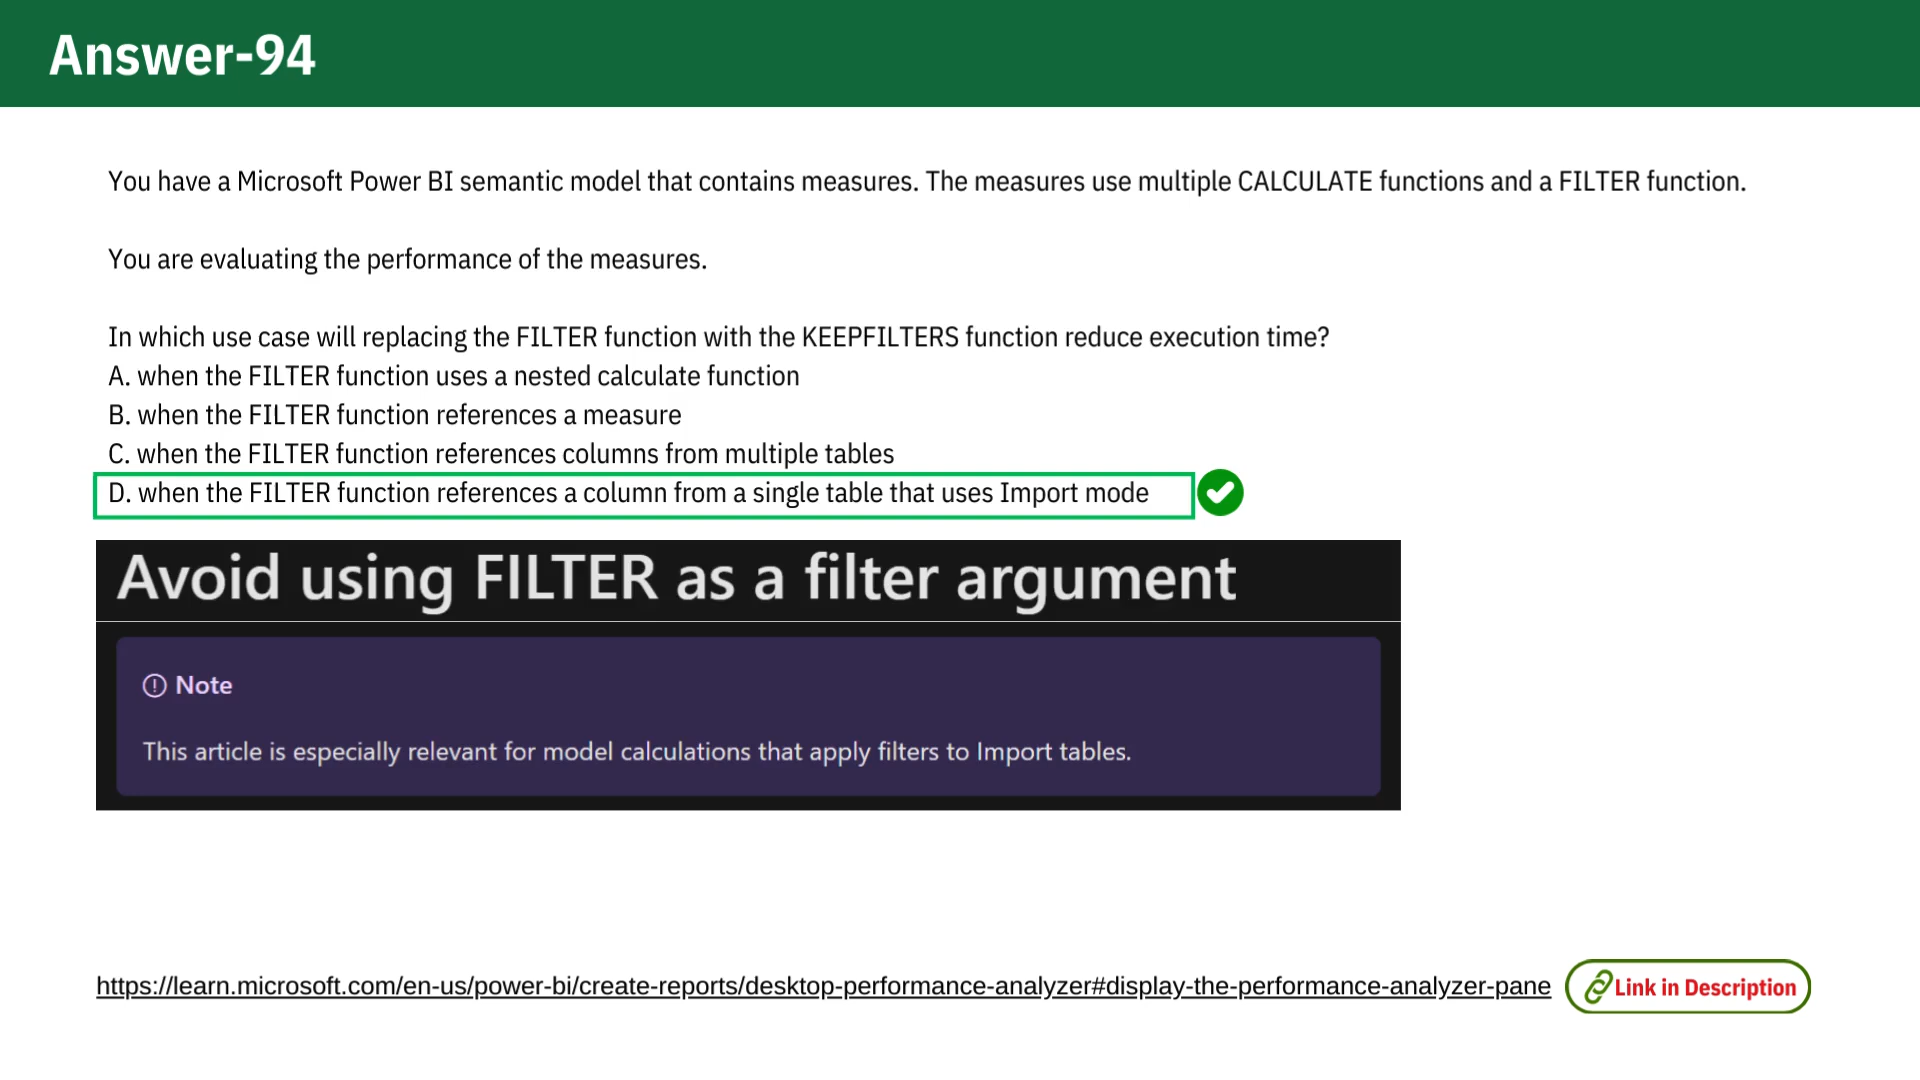 Answer-94
You have a Microsoft Power BI semantic model that contains measures. The measures use multiple CALCULATE functions and a FILTER function.
You are evaluating the performance of the measures.
In which use case will replacing the FILTER function with the KEEPFILTERS function reduce execution time?
A. when the FILTER function uses a nested calculate function
B. when the FILTER function references a measure
C. when the FILTER function references columns from multiple tables
D. when the FILTER function references a column from a single table that uses Import mode
Avoid using FILTER as a filter argument
Note
This article is especially relevant for model calculations that apply filters to Import tables.
https://learn.microsoft.com/en-us/power-bi/create-reports/desktop-performance-analyzer#display-the-performance-analyzer-pane
Link in Description